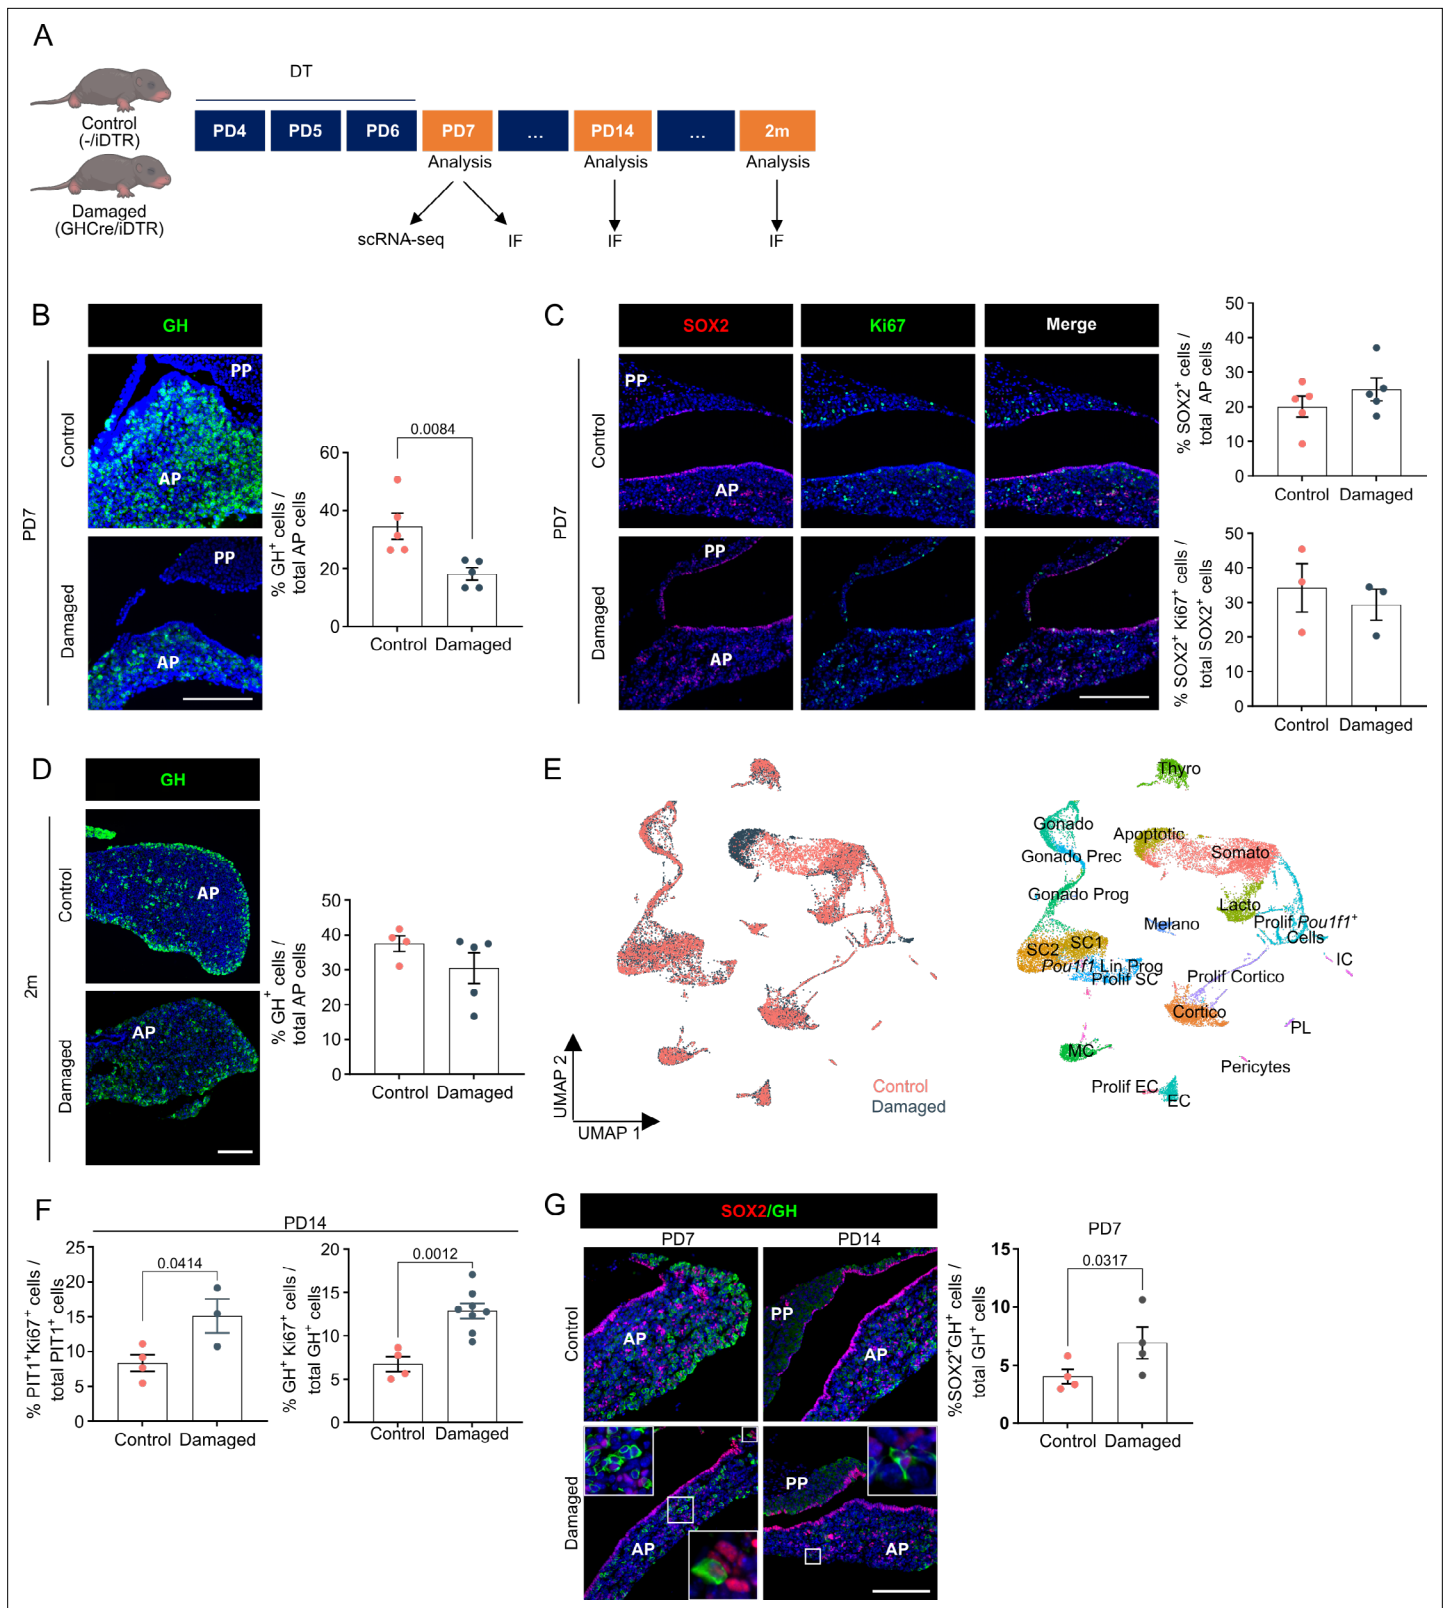 A
DT
Control
(-/iDTR)
Damaged
(GHCre/iDTR)
PD4 PD5 PD6 PD7 ... PD14 ... 2m
Analysis Analysis Analysis
scRNA-seq IF IF IF
B
GH
PD7
Control
PP
AP
Damaged
PP
AP
% GH+ cells /
total AP cells
60
40
20
0
0.0084
Control Damaged
C
SOX2 Ki67 Merge
PD7
Control
PP
AP
Damaged
PP
AP
% SOX2+ cells /
total AP cells
50
40
30
20
10
0
Control Damaged
% SOX2+ Ki67+ cells /
total SOX2+ cells
50
40
30
20
10
0
Control Damaged
D
GH
2m
Control
AP
Damaged
AP
% GH+ cells /
total AP cells
50
40
30
20
10
0
Control Damaged
E
UMAP 2
UMAP 1
Control
Damaged
Thyro
Gonado
Apoptotic
Gonado Prec
Somato
Gonado Prog
Lacto
Melano
Prolif Pou1f1+
Cells
SC2 SC1
Pou1f1 Lin Prog
Prolif SC
IC
Prolif Cortico
Cortico
PL
MC
Pericytes
Prolif EC
EC
F
PD14
% PIT1+Ki67+ cells /
total PIT1+ cells
25
20
15
10
5
0
0.0414
Control Damaged
% GH+ Ki67+ cells /
total GH+ cells
20
15
10
5
0
0.0012
Control Damaged
G
SOX2/GH
PD7 PD14
Control
AP
PP
AP
Damaged
AP
PP
AP
PD7
%SOX2+GH+ cells /
total GH+ cells
15
10
5
0
0.0317
Control Damaged